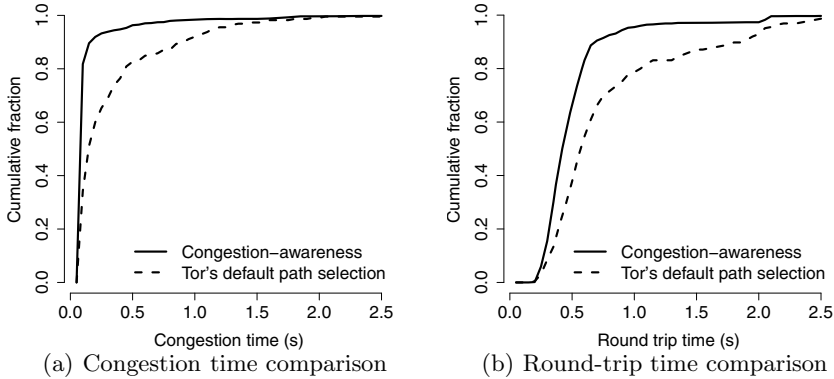 1.0
0.8
0.6
0.4
0.2
0.0
Cumulative fraction
Congestion−awareness
Tor's default path selection
0.0 0.5 1.0 1.5 2.0 2.5
Congestion time (s)
(a) Congestion time comparison
1.0
0.8
0.6
0.4
0.2
0.0
Cumulative fraction
Congestion−awareness
Tor's default path selection
0.0 0.5 1.0 1.5 2.0 2.5
Round trip time (s)
(b) Round-trip time comparison